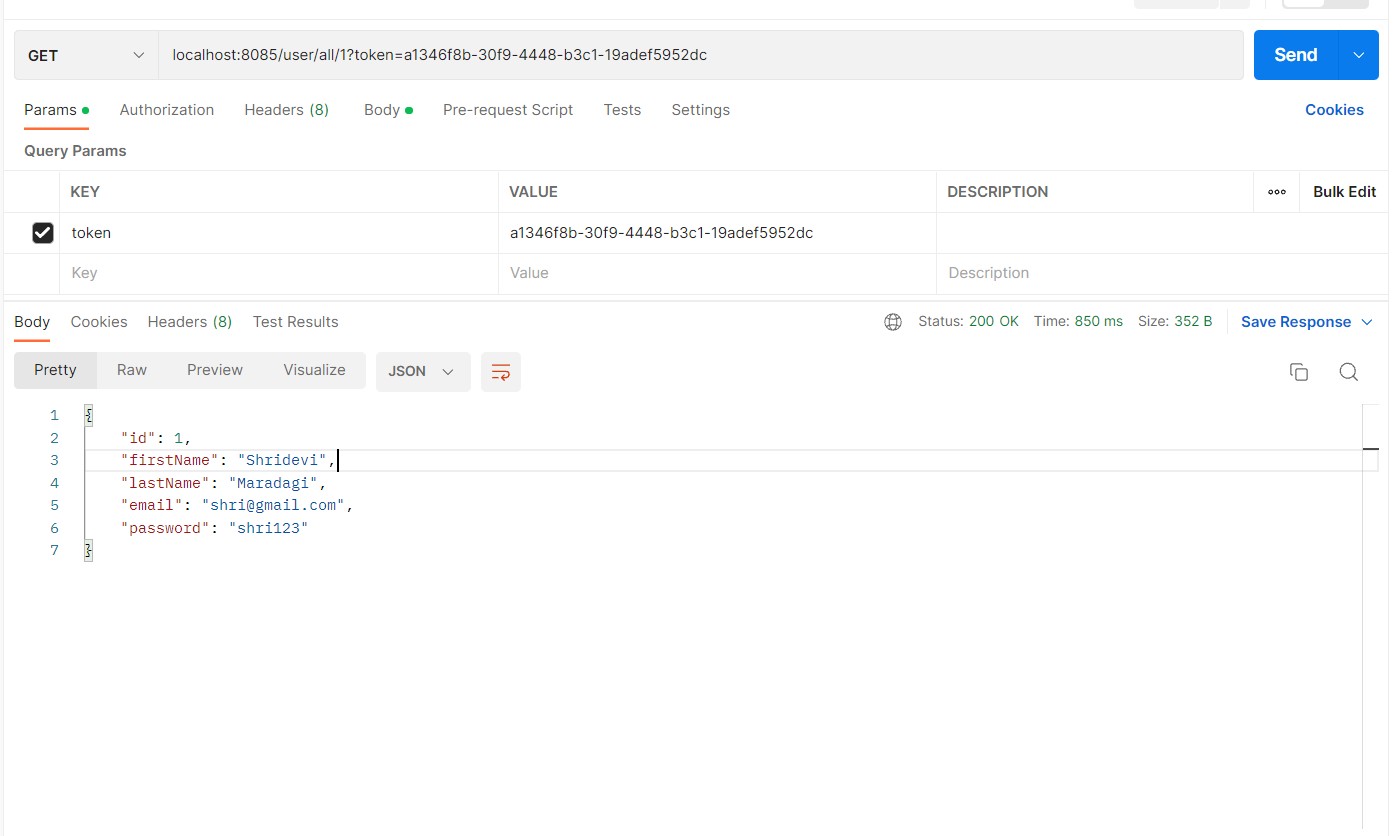 GET localhost:8085/user/all/1?token=a1346f8b-30f9-4448-b3c1-19adef5952dc Send
Params Authorization Headers (8) Body Pre-request Script Tests Settings Cookies
Query Params
KEY VALUE DESCRIPTION ooo Bulk Edit
token a1346f8b-30f9-4448-b3c1-19adef5952dc
Key Value Description
Body Cookies Headers (8) Test Results Status: 200 OK Time: 850 ms Size: 352 B Save Response
Pretty Raw Preview Visualize JSON
1 {
2 "id": 1,
3 "firstName": "Shridevi",
4 "lastName": "Maradagi",
5 "email": "shri@gmail.com",
6 "password": "shri123"
7 }